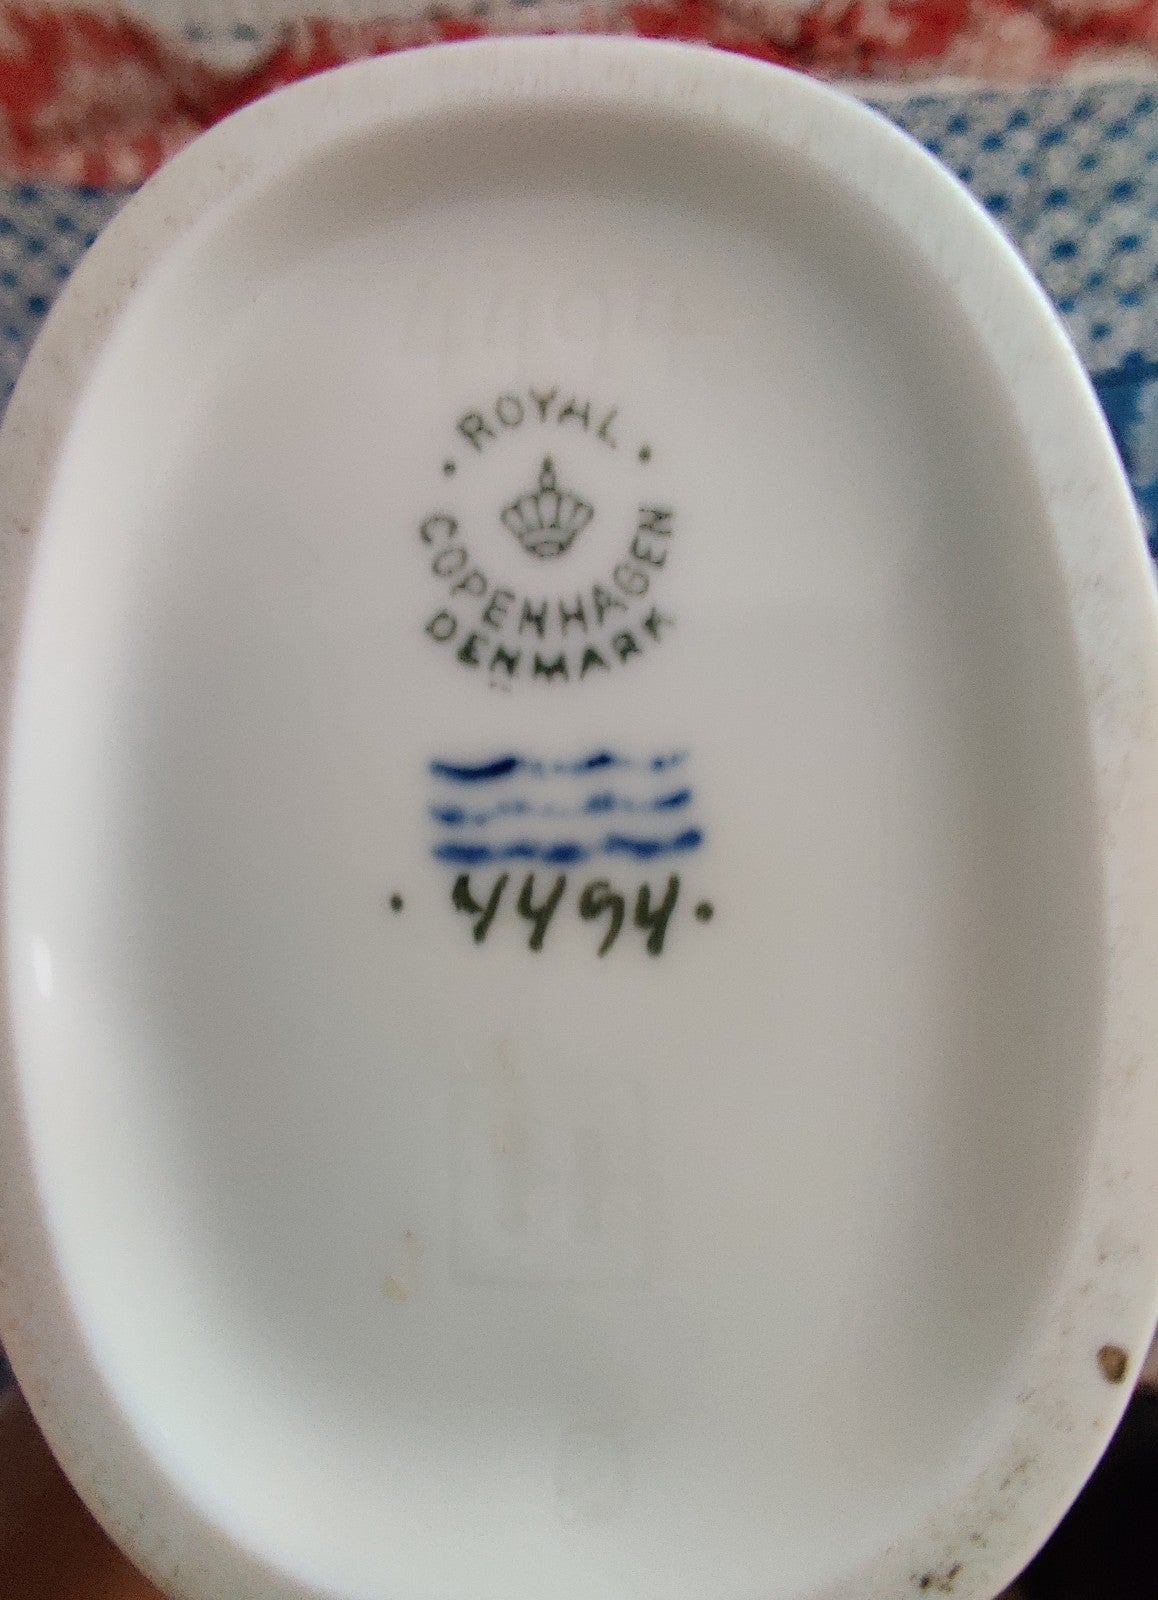 · ROYAL ·
COPENHAGEN
DENMARK
· 4494 ·